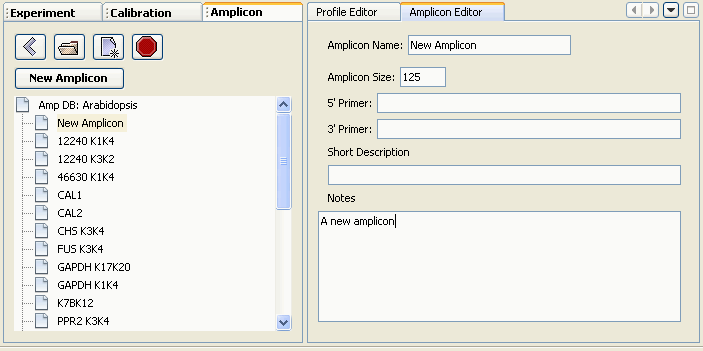 Experiment Calibration Amplicon
New Amplicon
Amp DB: Arabidopsis
New Amplicon
12240 K1K4
12240 K3K2
46630 K1K4
CAL1
CAL2
CHS K3K4
FUS K3K4
GAPDH K17K20
GAPDH K1K4
K7BK12
PPR2 K3K4
Profile Editor Amplicon Editor
Amplicon Name: New Amplicon
Amplicon Size: 125
5' Primer:
3' Primer:
Short Description
Notes
A new amplicon